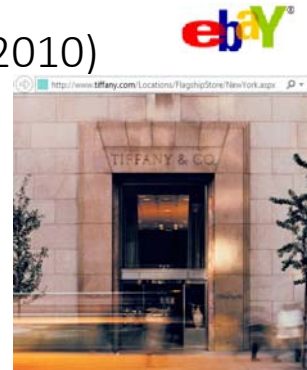 ebaY®
2010)
http://www.tiffany.com/Locations/FlagshipStore/NewYork.aspx
TIFFANY & CO.